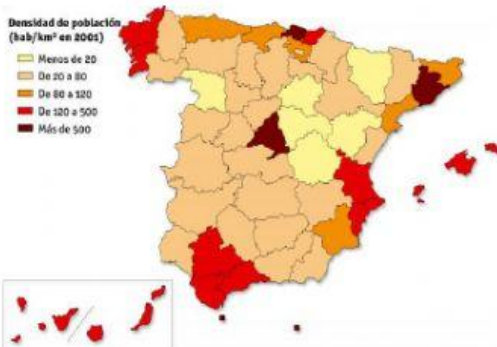 Densidad de población
(hab/km² en 2001)
Menos de 20
De 20 a 80
De 80 a 120
De 120 a 500
Más de 500